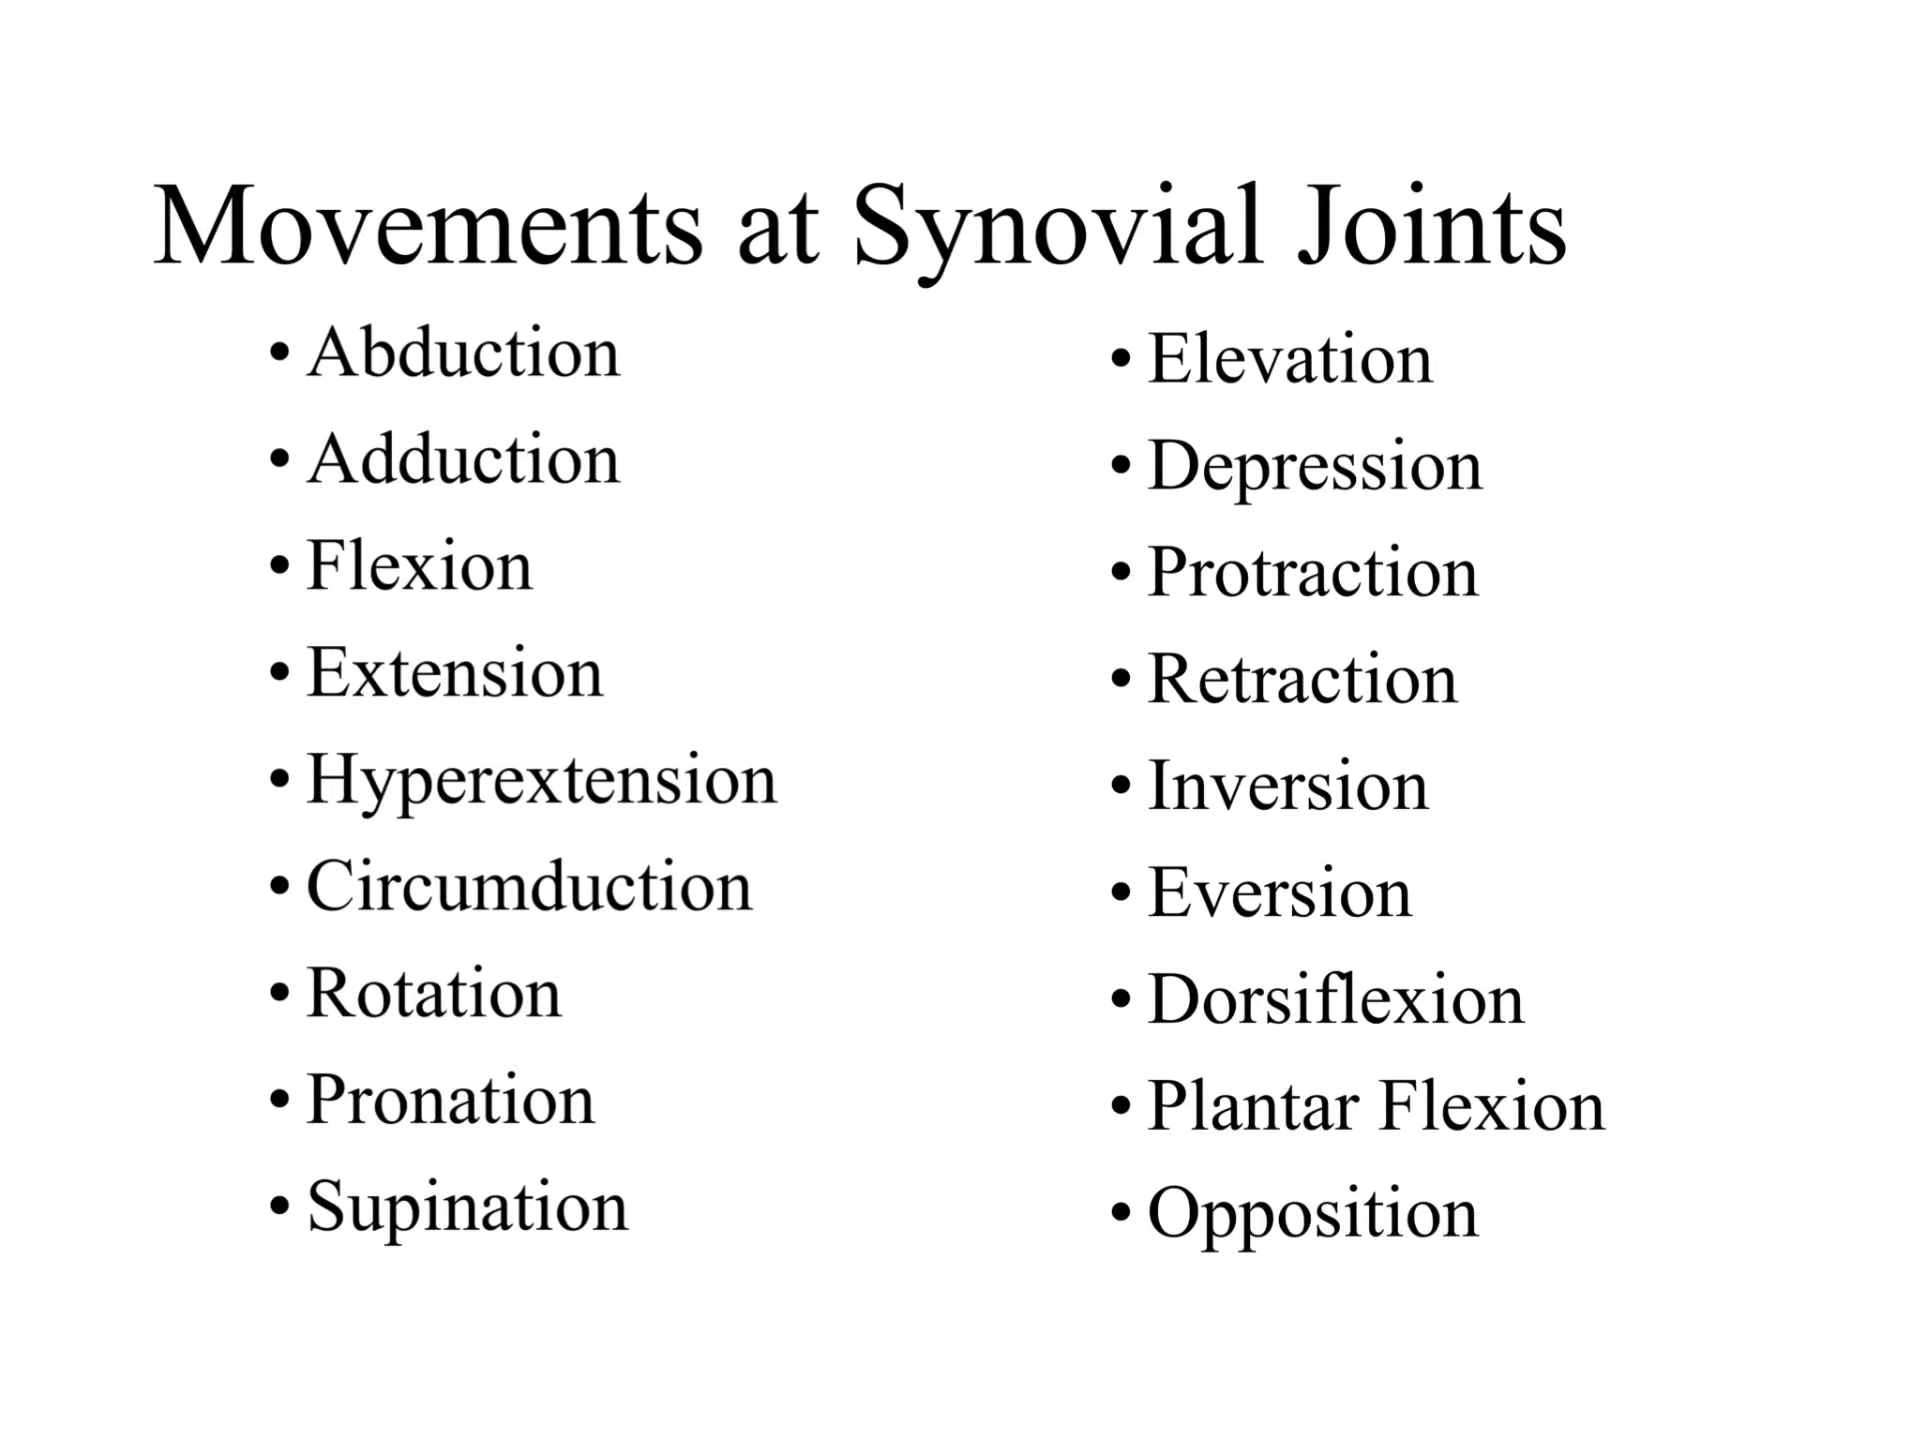 Movements at Synovial Joints
• Abduction
• Adduction
• Flexion
• Extension
• Hyperextension
• Circumduction
• Rotation
• Pronation
• Supination
• Elevation
• Depression
• Protraction
• Retraction
• Inversion
• Eversion
• Dorsiflexion
• Plantar Flexion
• Opposition